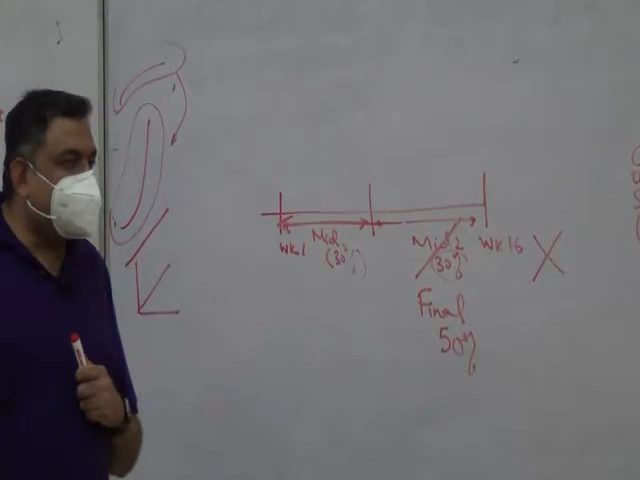 Mid
Wk1
(30%)
Mid 2 Wk 16
(30%)
Final
50%